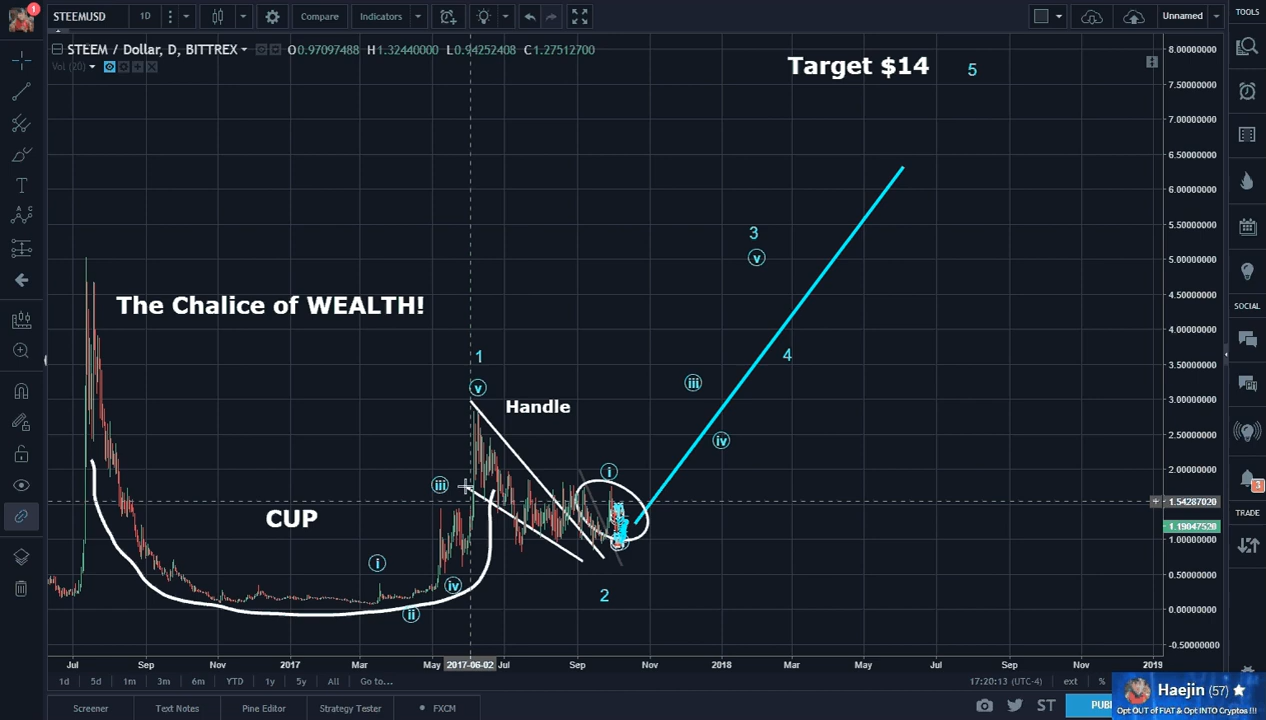 1
STEEMUSD
1D
Compare
Indicators
Unnamed
TOOLS
STEEM / Dollar, D, BITTREX
O0.97097488 H1.32440000 L0.94252408 C1.27512700
Vol (20)
Target $14
5
8.00000000
7.50000000
7.00000000
6.50000000
6.00000000
5.50000000
5.00000000
4.50000000
4.00000000
3.50000000
3.00000000
2.50000000
2.00000000
1.54287020
1.19047520
1.00000000
0.50000000
0.00000000
-0.50000000
3
v
The Chalice of WEALTH!
SOCIAL
1
4
v
iii
Handle
iv
i
iii
CUP
3
TRADE
i
iv
2
ii
Jul
Sep
Nov
2017
Mar
May
2017-06-02
Jul
Sep
Nov
2018
Mar
May
Jul
Sep
Nov
2019
1d
5d
1m
3m
6m
YTD
1y
5y
All
Go to...
17:20:13 (UTC-4)
ext
%
Screener
Text Notes
Pine Editor
Strategy Tester
FXCM
ST
PUB
Haejin (57)
Opt OUT of FIAT & Opt INTO Cryptos !!!